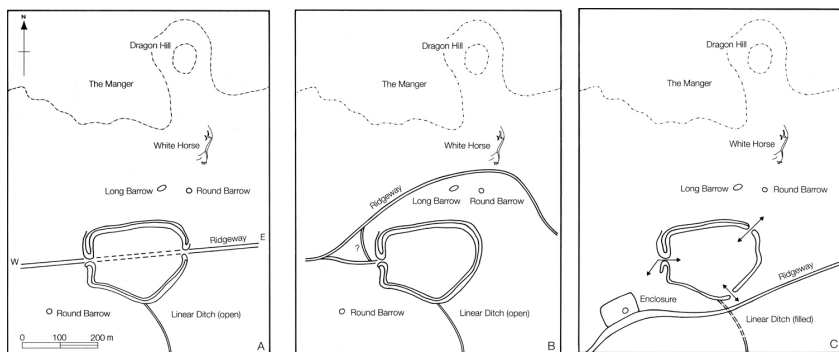 N
Dragon Hill
The Manger
White Horse
Long Barrow
Round Barrow
Ridgeway
E
W
Round Barrow
Linear Ditch (open)
0 100 200 m
A
Dragon Hill
The Manger
White Horse
Ridgeway
Long Barrow
Round Barrow
?
Round Barrow
Linear Ditch (open)
B
Dragon Hill
The Manger
White Horse
Long Barrow
Round Barrow
Ridgeway
Enclosure
Linear Ditch (filled)
C